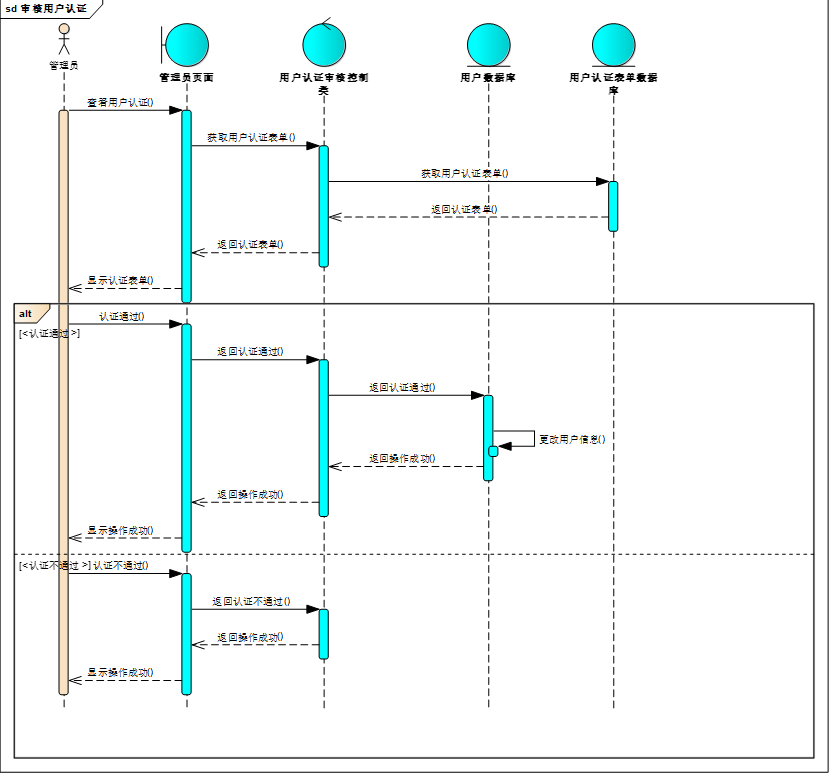 sd 审核用户认证
管理员
管理员页面
用户认证审核控制
类
用户数据库
用户认证表单数据
库
查看用户认证()
获取用户认证表单()
获取用户认证表单()
返回认证表单()
返回认证表单()
显示认证表单()
alt
认证通过()
[<认证通过>]
返回认证通过()
返回认证通过()
更改用户信息()
返回操作成功()
返回操作成功()
显示操作成功()
[<认证不通过>] 认证不通过()
返回认证不通过()
返回操作成功()
显示操作成功()